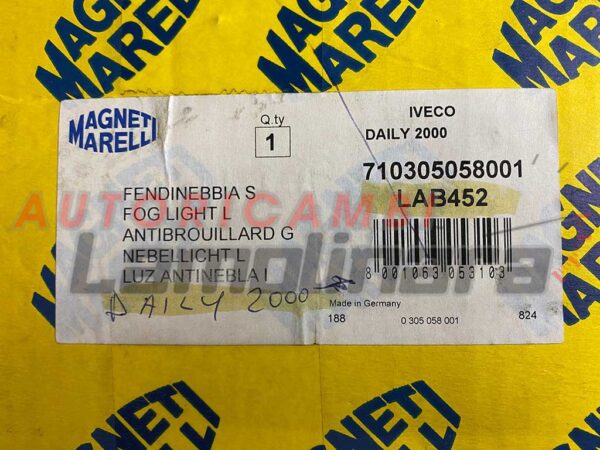 MAGNETI
MARELLI
MAGNETI
MARELLI
Q.ty
1
IVECO
DAILY 2000
710305058001
LAB452
FENDINEBBIA S
FOG LIGHT L
ANTIBROUILLARD G
NEBELLICHT L
LUZ ANTINEBLA I
8 001063 053103
DAILY 2000→
Made in Germany
188
0 305 058 001
824
AUTORICAMBI
Lamolinara
MAGNETI
MARELLI
MAGNETI
MARELLI